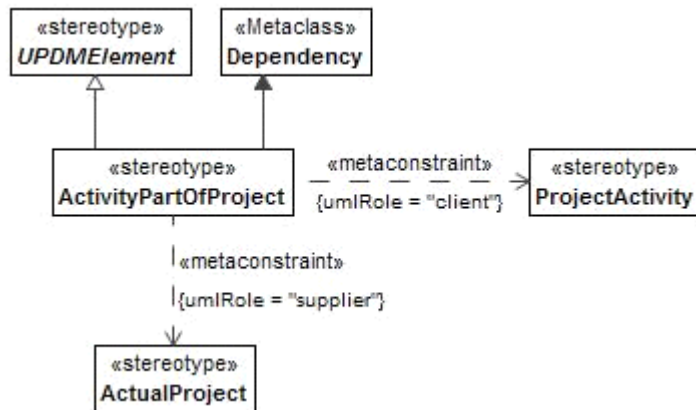 «stereotype»
UPDMElement
«Metaclass»
Dependency
«stereotype»
ActivityPartOfProject
«metaconstraint»
{umlRole = "client"}
«stereotype»
ProjectActivity
«metaconstraint»
{umlRole = "supplier"}
«stereotype»
ActualProject